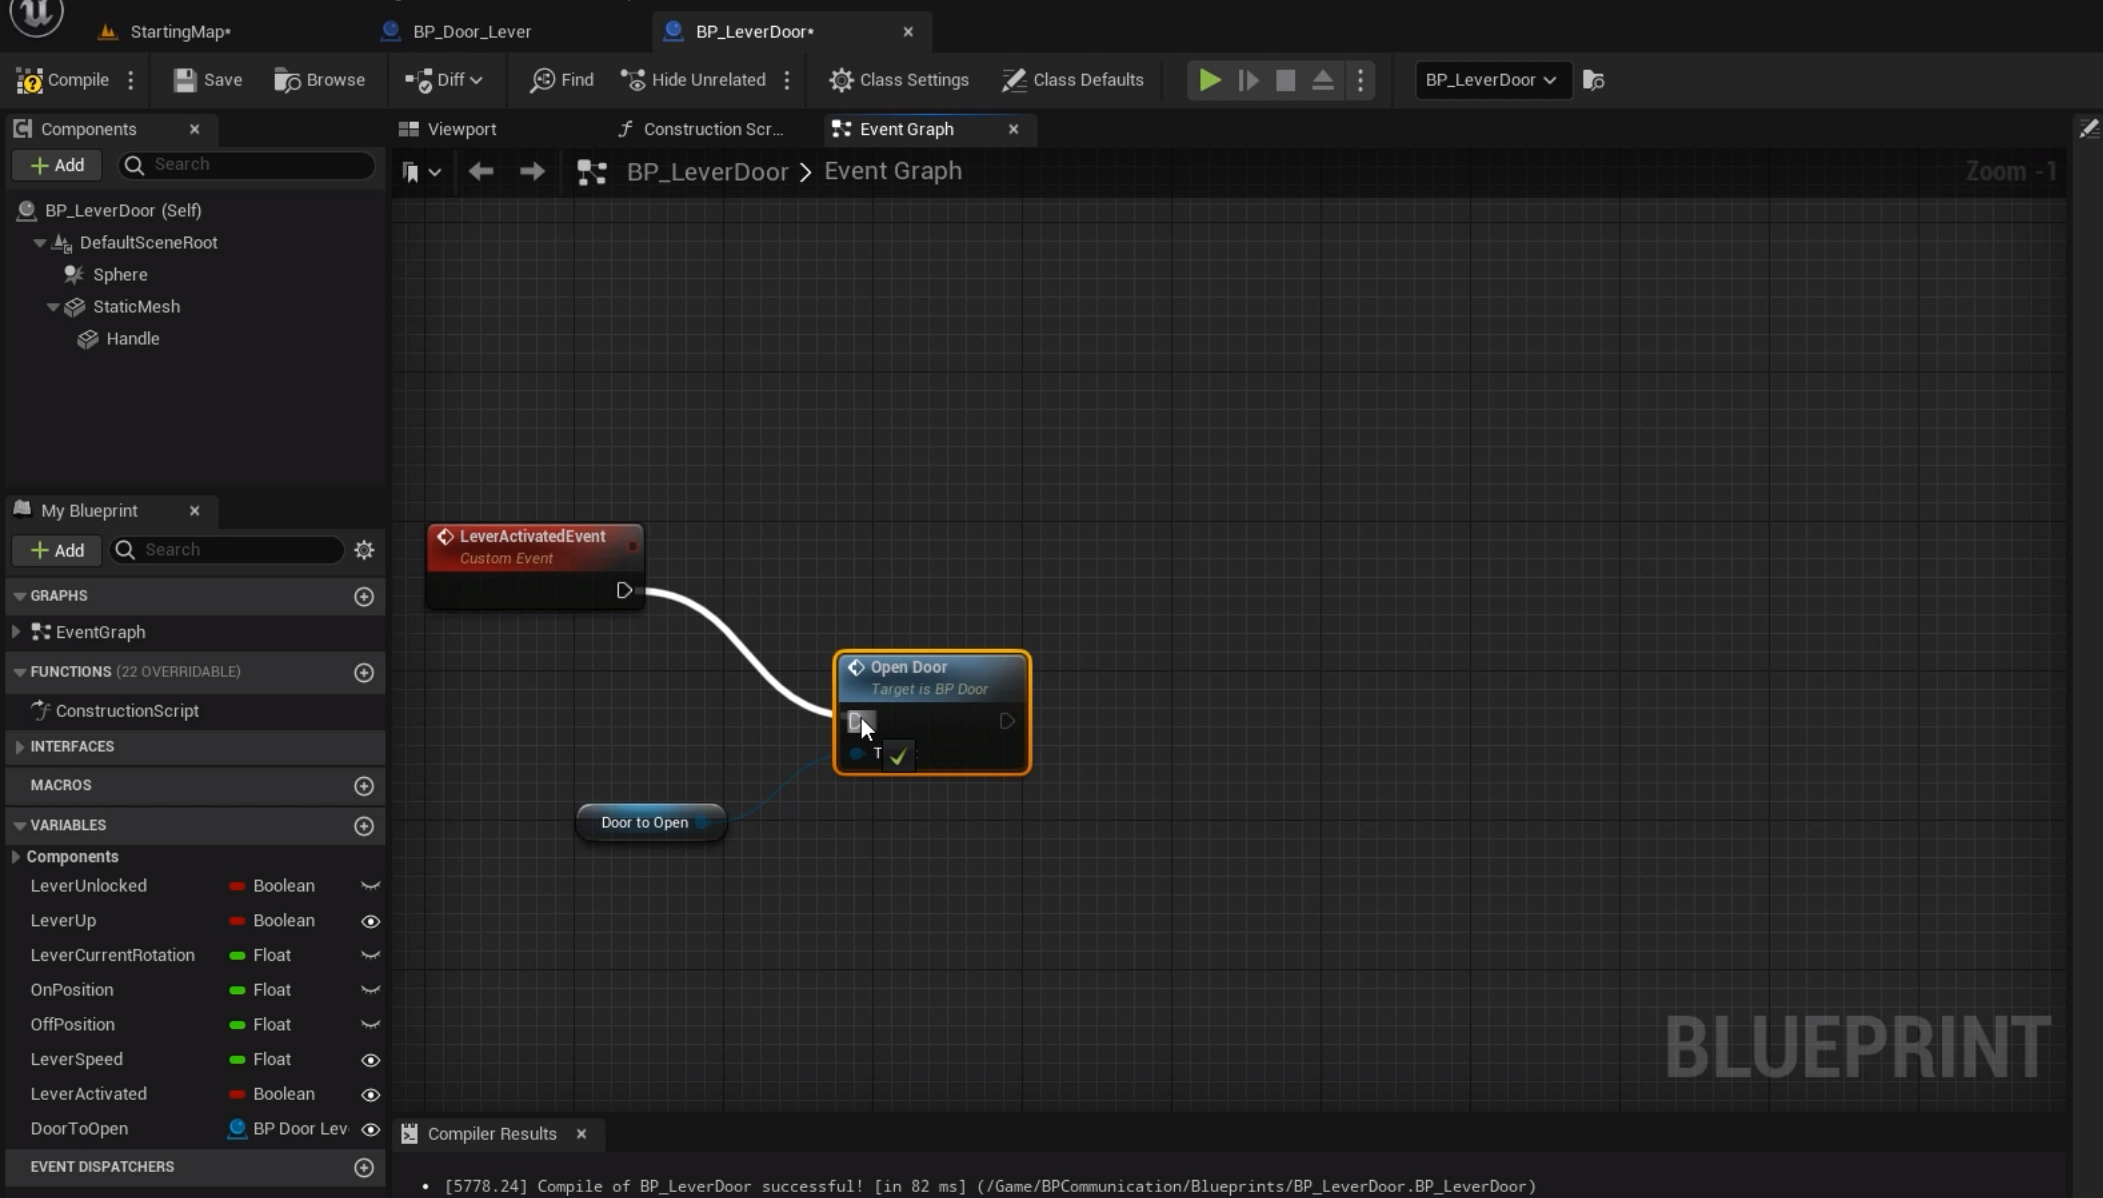 StartingMap*
BP_Door_Lever
BP_LeverDoor*
Compile
Save
Browse
Diff
Find
Hide Unrelated
Class Settings
Class Defaults
BP_LeverDoor
Components
Viewport
Construction Scr...
Event Graph
Add
Search
BP_LeverDoor > Event Graph
Zoom -1
BP_LeverDoor (Self)
DefaultSceneRoot
Sphere
StaticMesh
Handle
My Blueprint
Add
Search
GRAPHS
EventGraph
FUNCTIONS (22 OVERRIDABLE)
ConstructionScript
INTERFACES
MACROS
VARIABLES
Components
LeverUnlocked Boolean
LeverUp Boolean
LeverCurrentRotation Float
OnPosition Float
OffPosition Float
LeverSpeed Float
LeverActivated Boolean
DoorToOpen BP Door Lev
EVENT DISPATCHERS
LeverActivatedEvent
Custom Event
Open Door
Target is BP Door
T
Door to Open
BLUEPRINT
Compiler Results
• [5778.24] Compile of BP_LeverDoor successful! [in 82 ms] (/Game/BPCommunication/Blueprints/BP_LeverDoor.BP_LeverDoor)